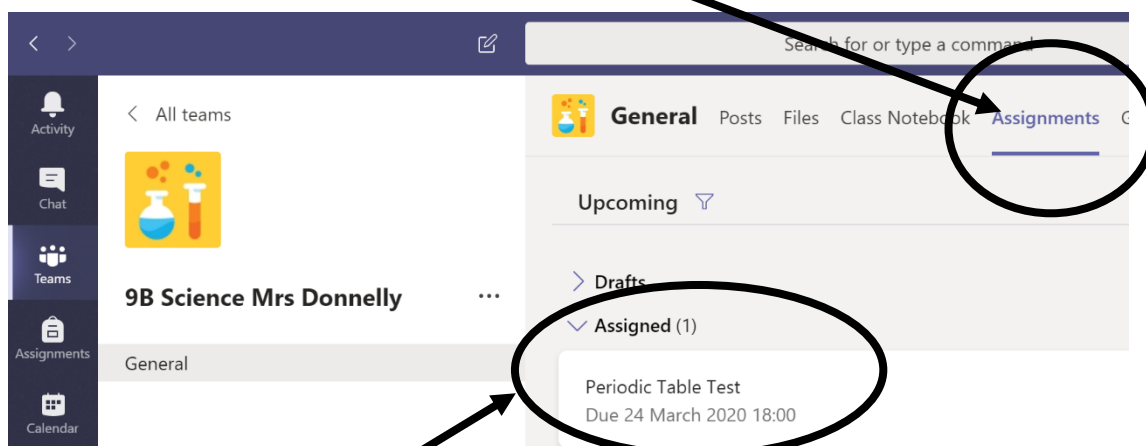 Search for or type a command
Activity
Chat
Teams
Assignments
Calendar
All teams
9B Science Mrs Donnelly
...
General
General Posts Files Class Notebook Assignments
Upcoming
Drafts
Assigned (1)
Periodic Table Test
Due 24 March 2020 18:00